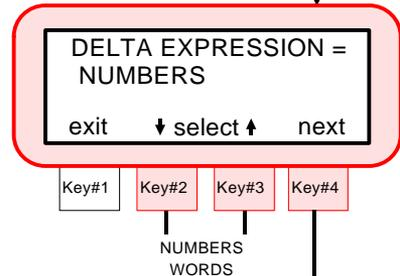 DELTA EXPRESSION =
NUMBERS
exit ↓ select ↑ next
Key#1 Key#2 Key#3 Key#4
NUMBERS
WORDS